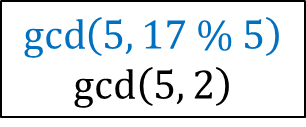 gcd(5, 17 % 5)
gcd(5, 2)